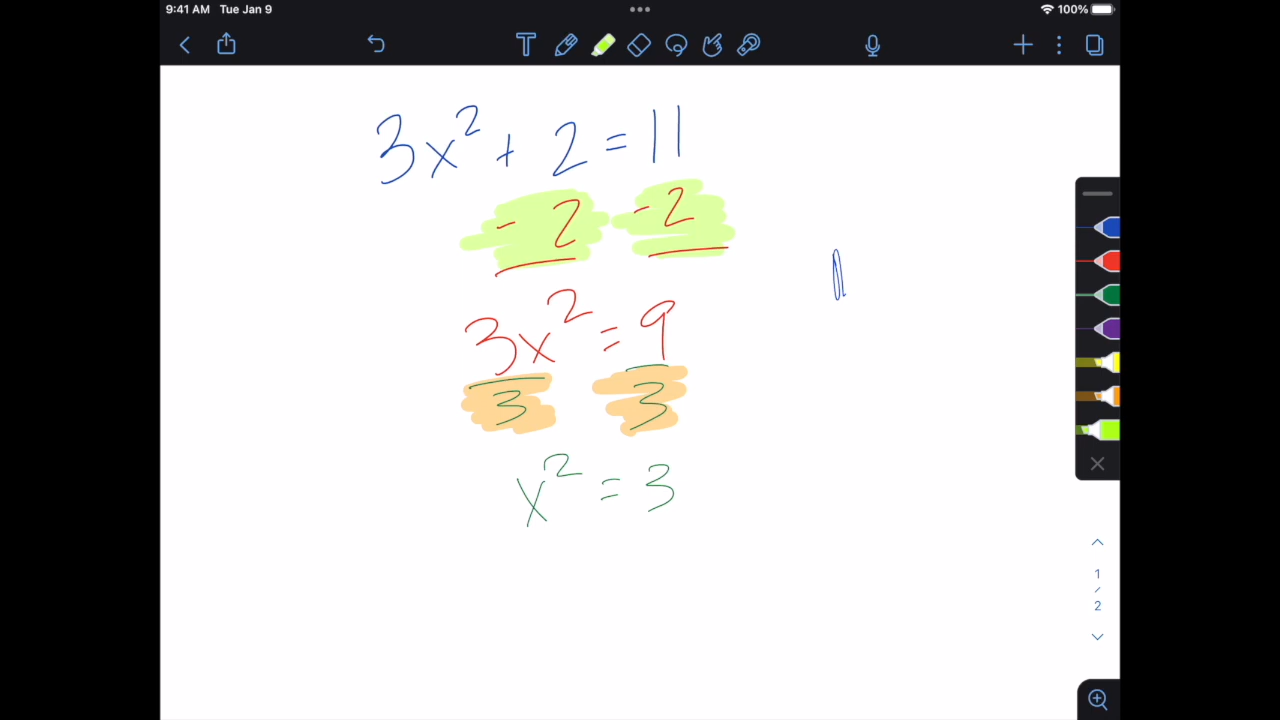 9:41 AM Tue Jan 9
100%
3x² + 2 = 11
- 2 - 2
3x² = 9
3 3
x² = 3
1
/
2